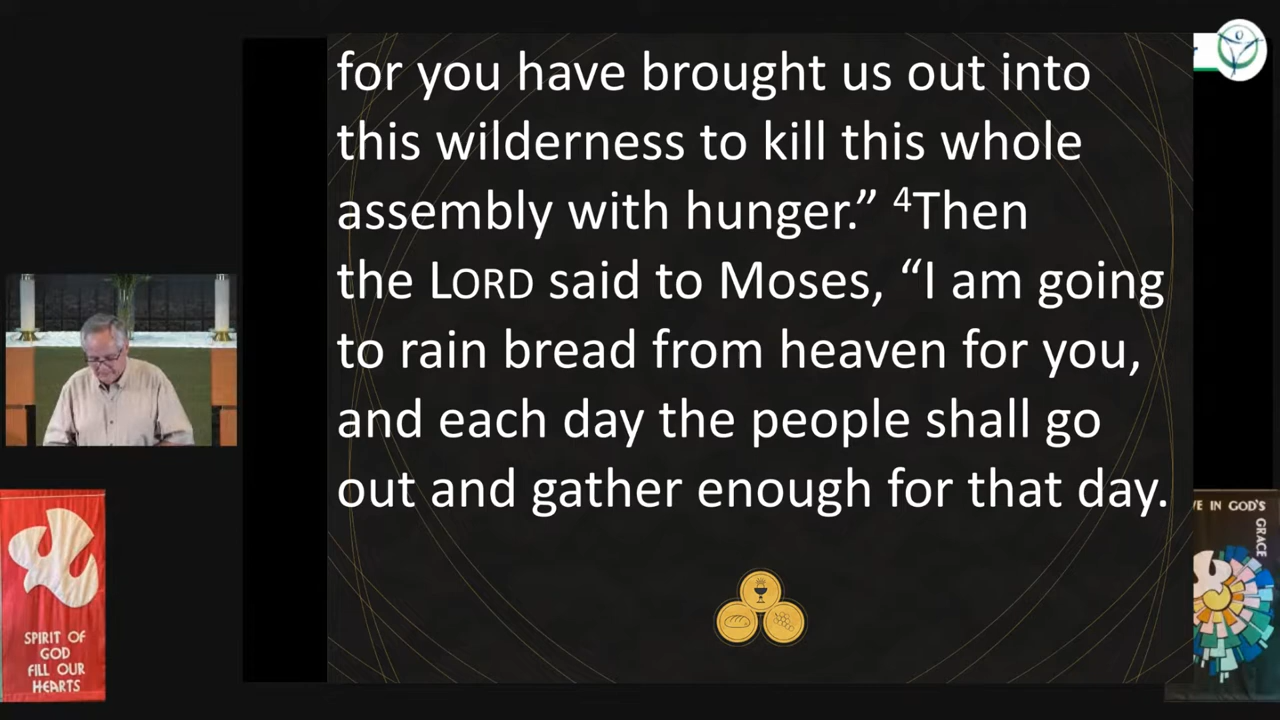 for you have brought us out into
this wilderness to kill this whole
assembly with hunger.” ⁴Then
the LORD said to Moses, “I am going
to rain bread from heaven for you,
and each day the people shall go
out and gather enough for that day.
SPIRIT OF
GOD
FILL OUR
HEARTS
IN GOD'S
GRACE